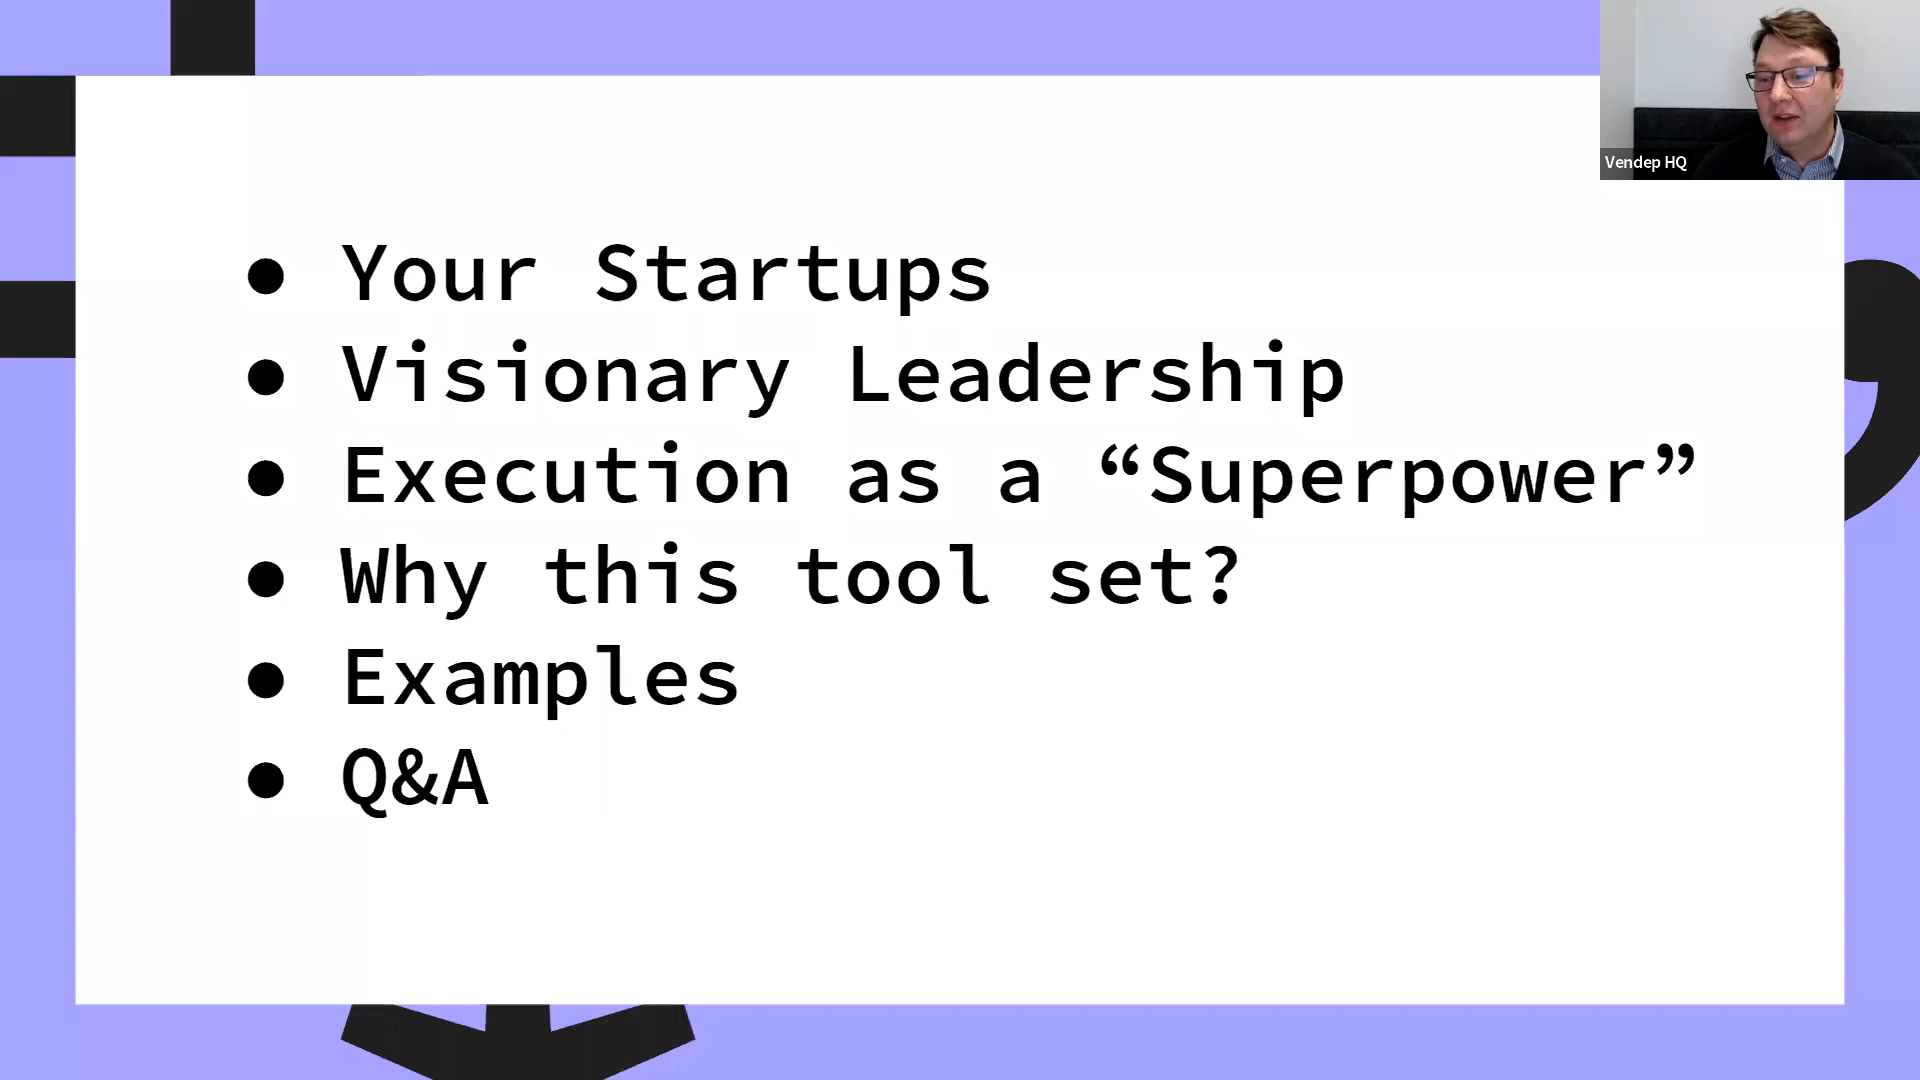 ● Your Startups
● Visionary Leadership
● Execution as a “Superpower”
● Why this tool set?
● Examples
● Q&A
Vendep HQ